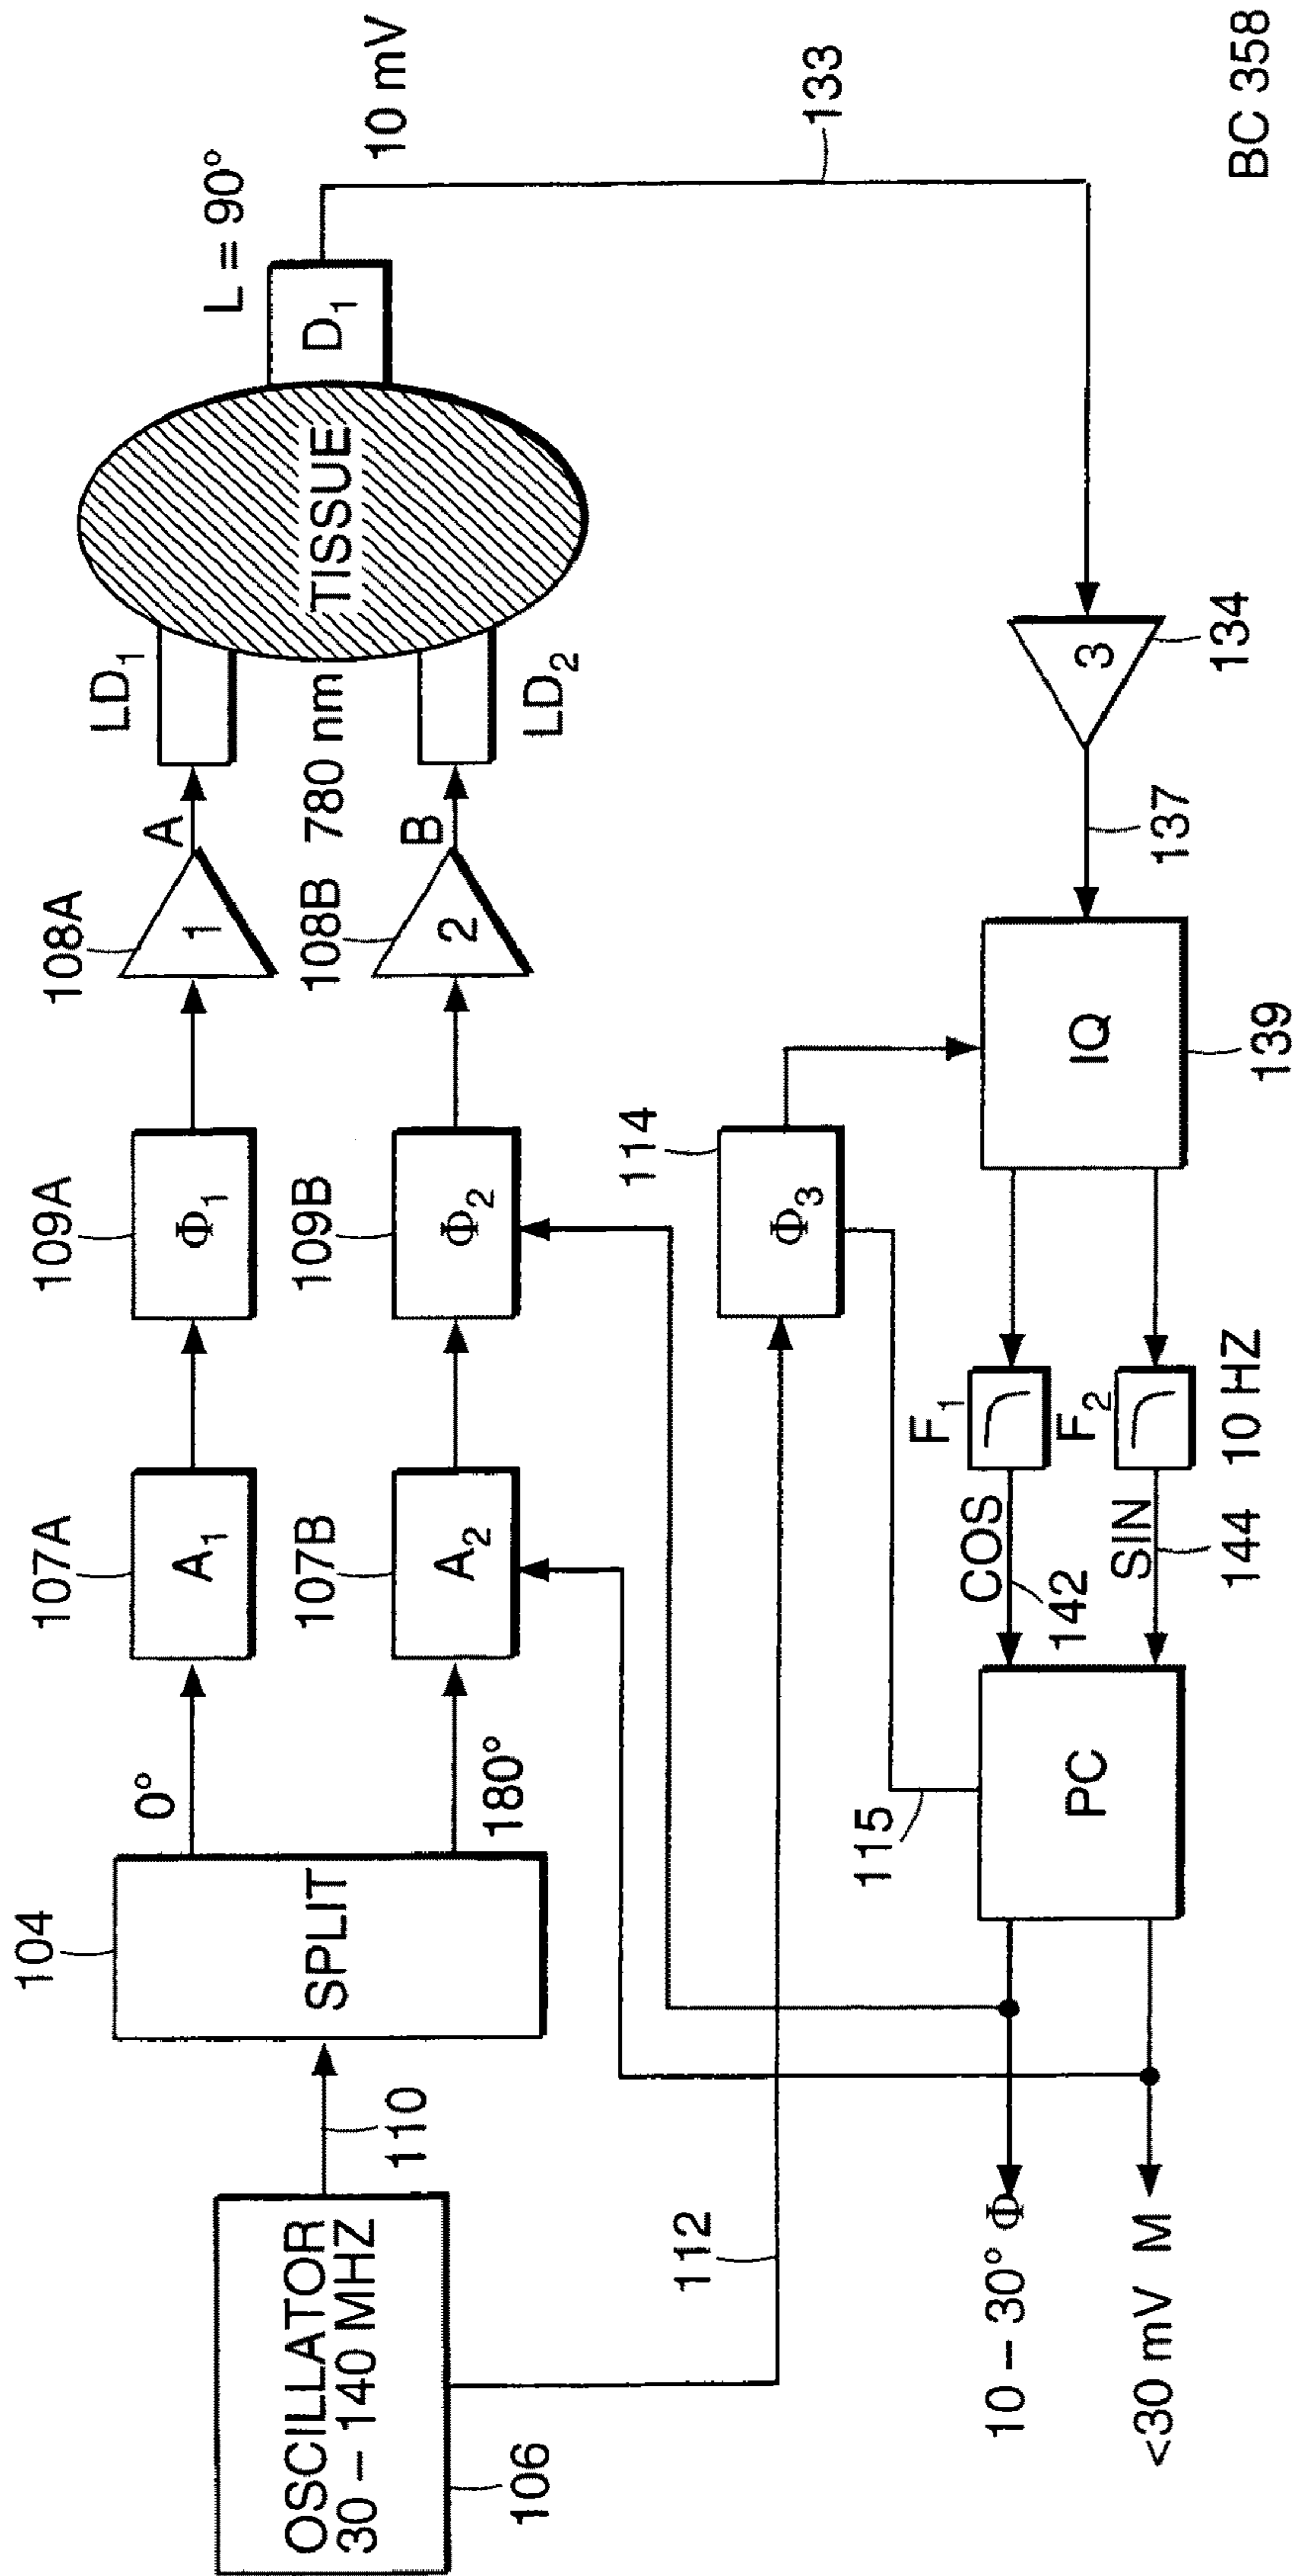 OSCILLATOR
30 – 140 MHZ
106
110
104
SPLIT
0°
180°
107A
A1
107B
A2
109A
Φ1
109B
Φ2
108A
1
108B
2
A
B
LD1
780 nm
LD2
TISSUE
D1
L = 90°
10 mV
133
3
134
137
IQ
139
114
Φ3
112
F1
F2
10 HZ
COS
142
SIN
144
PC
115
10 – 30° Φ
<30 mV M
BC 358